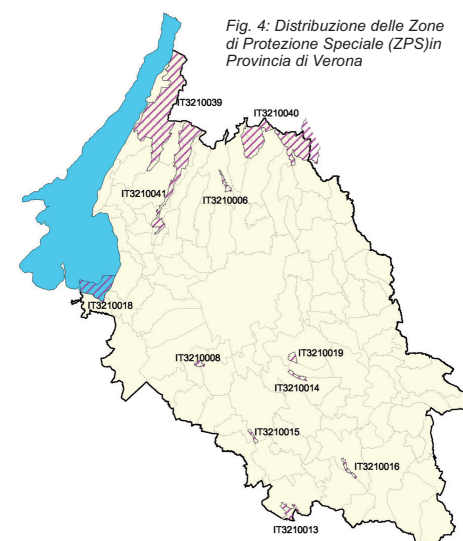 Fig. 4: Distribuzione delle Zone
di Protezione Speciale (ZPS)in
Provincia di Verona
IT3210039
IT3210040
IT3210041
IT3210006
IT3210018
IT3210008
IT3210019
IT3210014
IT3210015
IT3210016
IT3210013